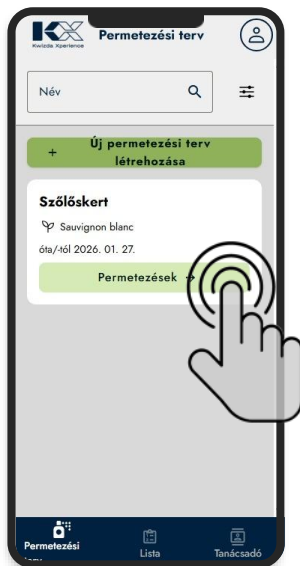 KX
Kwizda Xperience
Permetezési terv
Név
+ Új permetezési terv
létrehozása
Szőlőskert
Sauvignon blanc
óta/-tól 2026. 01. 27.
Permetezések →
Permetezési
Lista
Tanácsadó